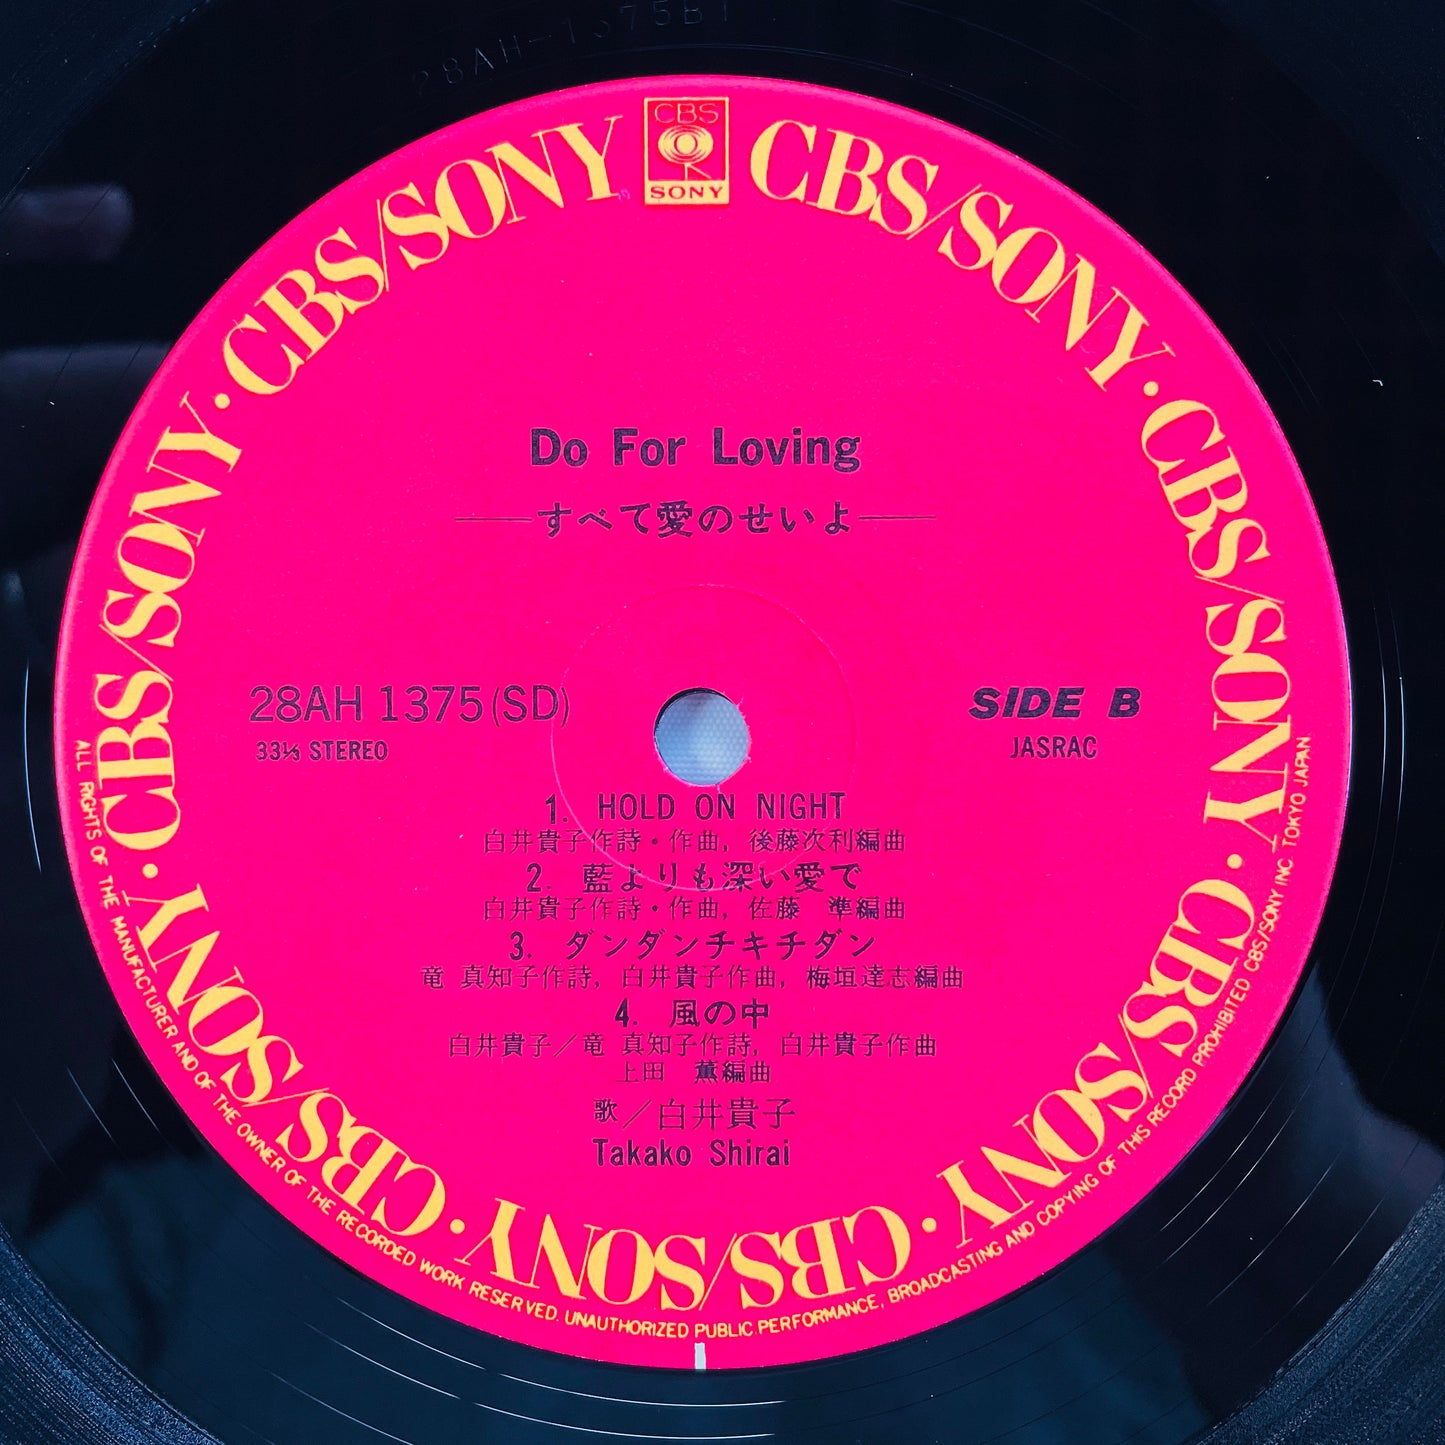 28AH-1375B1
CBS
SONY
CBS/SONY · CBS/SONY · CBS/SONY · CBS/SONY · CBS/SONY · CBS/SONY · CBS/SONY
Do For Loving
——すべて愛のせいよ——
28AH 1375(SD)
33⅓ STEREO
SIDE B
JASRAC
1. HOLD ON NIGHT
白井貴子作詩・作曲, 後藤次利編曲
2. 藍よりも深い愛で
白井貴子作詩・作曲, 佐藤 準編曲
3. ダンダンチキチダン
竜 真知子作詩, 白井貴子作曲, 梅垣達志編曲
4. 風の中
白井貴子/竜 真知子作詩, 白井貴子作曲
上田 薫編曲
歌/白井貴子
Takako Shirai
ALL RIGHTS OF THE MANUFACTURER AND OF THE OWNER OF THE RECORDED WORK RESERVED. UNAUTHORIZED PUBLIC PERFORMANCE, BROADCASTING AND COPYING OF THIS RECORD PROHIBITED CBS/SONY INC. TOKYO JAPAN.